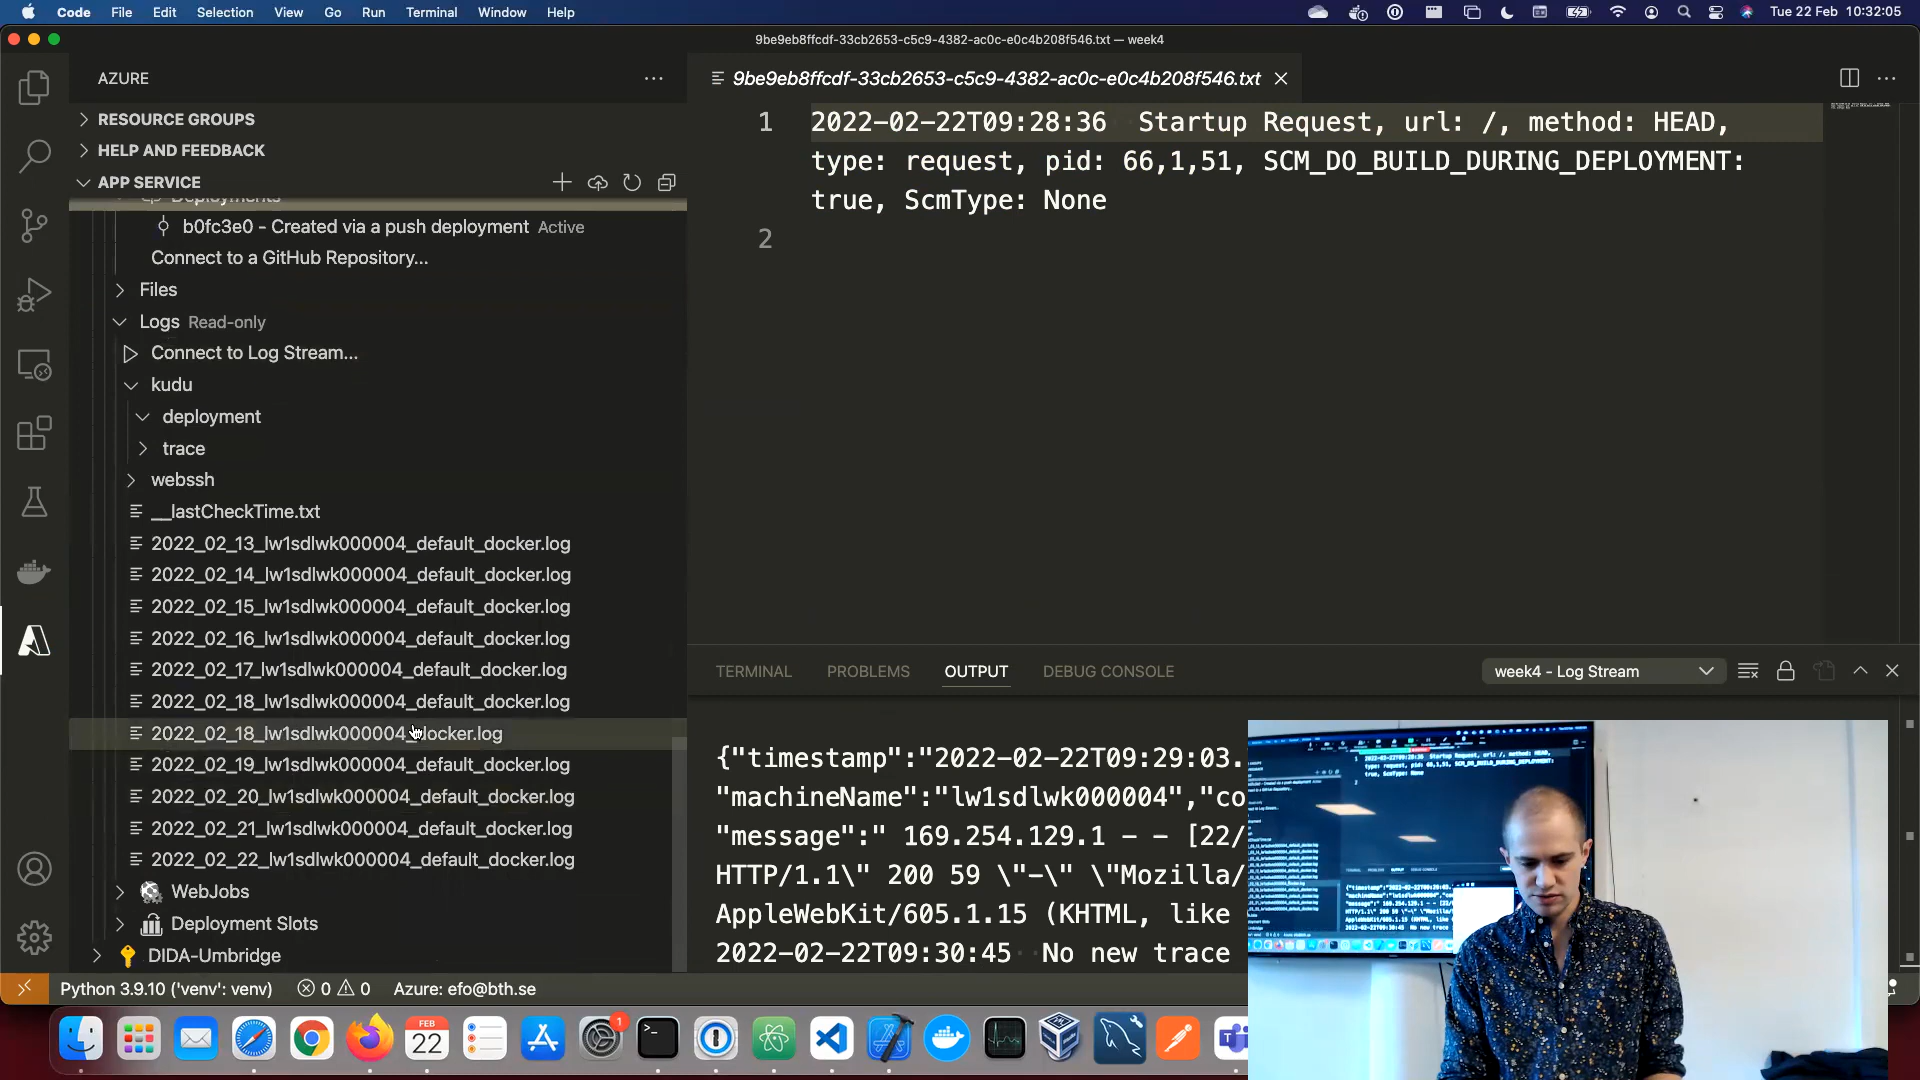 Code File Edit Selection View Go Run Terminal Window Help Tue 22 Feb 10:32:05
9be9eb8ffcdf-33cb2653-c5c9-4382-ac0c-e0c4b208f546.txt — week4
AZURE
RESOURCE GROUPS
HELP AND FEEDBACK
APP SERVICE
Deployments
b0fc3e0 - Created via a push deployment Active
Connect to a GitHub Repository...
Files
Logs Read-only
Connect to Log Stream...
kudu
deployment
trace
webssh
__lastCheckTime.txt
2022_02_13_lw1sdlwk000004_default_docker.log
2022_02_14_lw1sdlwk000004_default_docker.log
2022_02_15_lw1sdlwk000004_default_docker.log
2022_02_16_lw1sdlwk000004_default_docker.log
2022_02_17_lw1sdlwk000004_default_docker.log
2022_02_18_lw1sdlwk000004_default_docker.log
2022_02_18_lw1sdlwk000004_docker.log
2022_02_19_lw1sdlwk000004_default_docker.log
2022_02_20_lw1sdlwk000004_default_docker.log
2022_02_21_lw1sdlwk000004_default_docker.log
2022_02_22_lw1sdlwk000004_default_docker.log
WebJobs
Deployment Slots
DIDA-Umbridge
9be9eb8ffcdf-33cb2653-c5c9-4382-ac0c-e0c4b208f546.txt
1 2022-02-22T09:28:36 Startup Request, url: /, method: HEAD,
type: request, pid: 66,1,51, SCM_DO_BUILD_DURING_DEPLOYMENT:
true, ScmType: None
2
TERMINAL PROBLEMS OUTPUT DEBUG CONSOLE week4 - Log Stream
{"timestamp":"2022-02-22T09:29:03.
"machineName":"lw1sdlwk000004","co
"message":" 169.254.129.1 - - [22/
HTTP/1.1\" 200 59 \"-\" \"Mozilla/
AppleWebKit/605.1.15 (KHTML, like
2022-02-22T09:30:45 No new trace
Python 3.9.10 ('venv': venv) 0 0 Azure: efo@bth.se
FEB
22
1